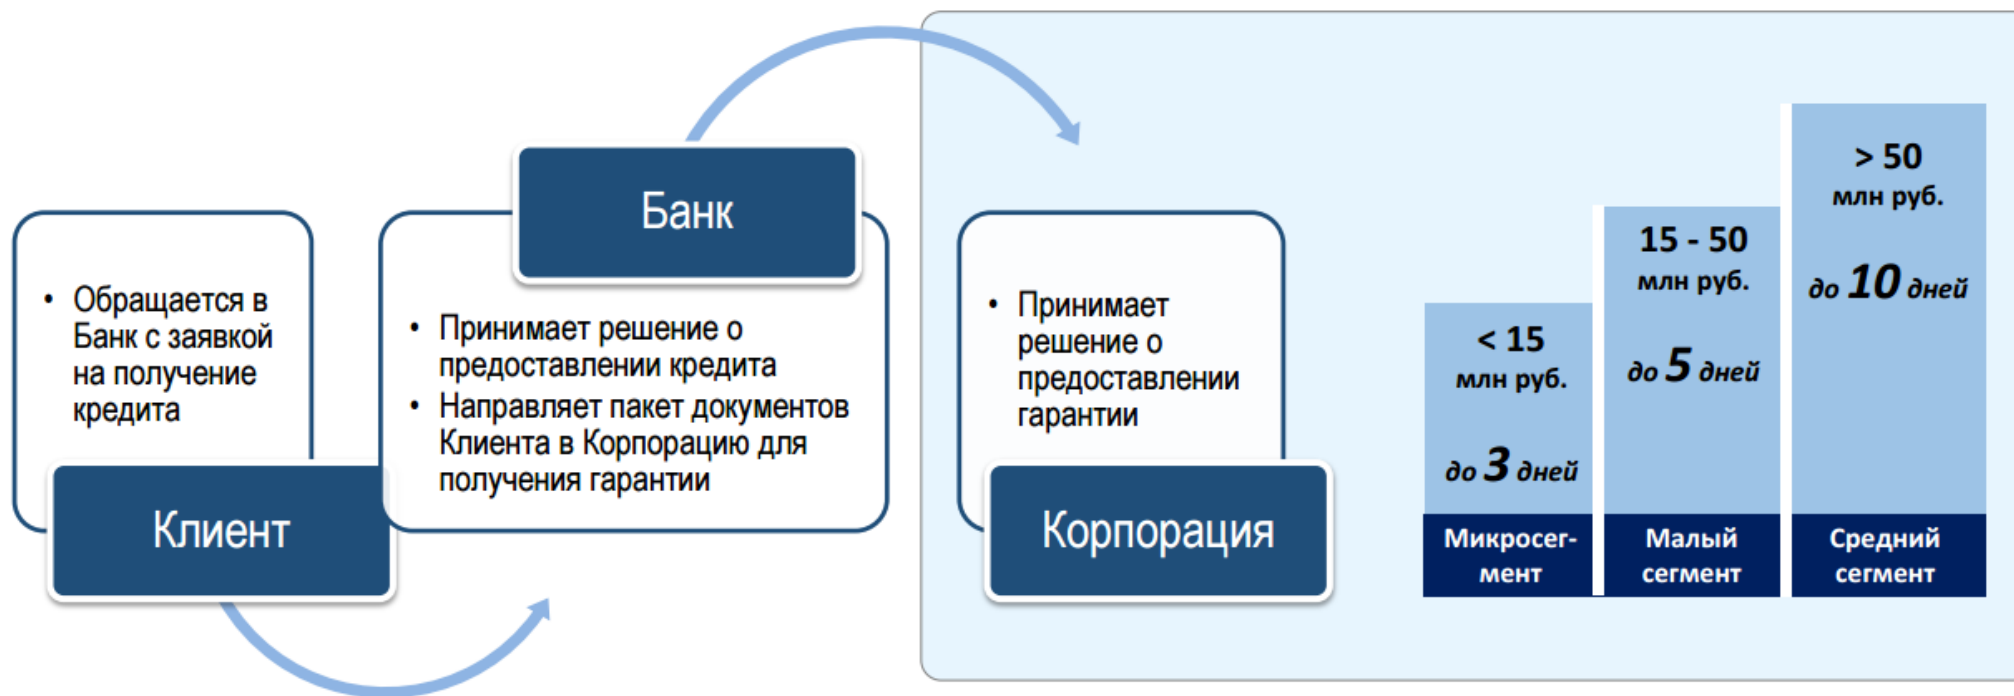 • Обращается в
Банк с заявкой
на получение
кредита
Клиент
Банк
• Принимает решение о
предоставлении кредита
• Направляет пакет документов
Клиента в Корпорацию для
получения гарантии
• Принимает
решение о
предоставлении
гарантии
Корпорация
< 15
млн руб.
до 3 дней
Микросег-
мент
15 - 50
млн руб.
до 5 дней
Малый
сегмент
> 50
млн руб.
до 10 дней
Средний
сегмент